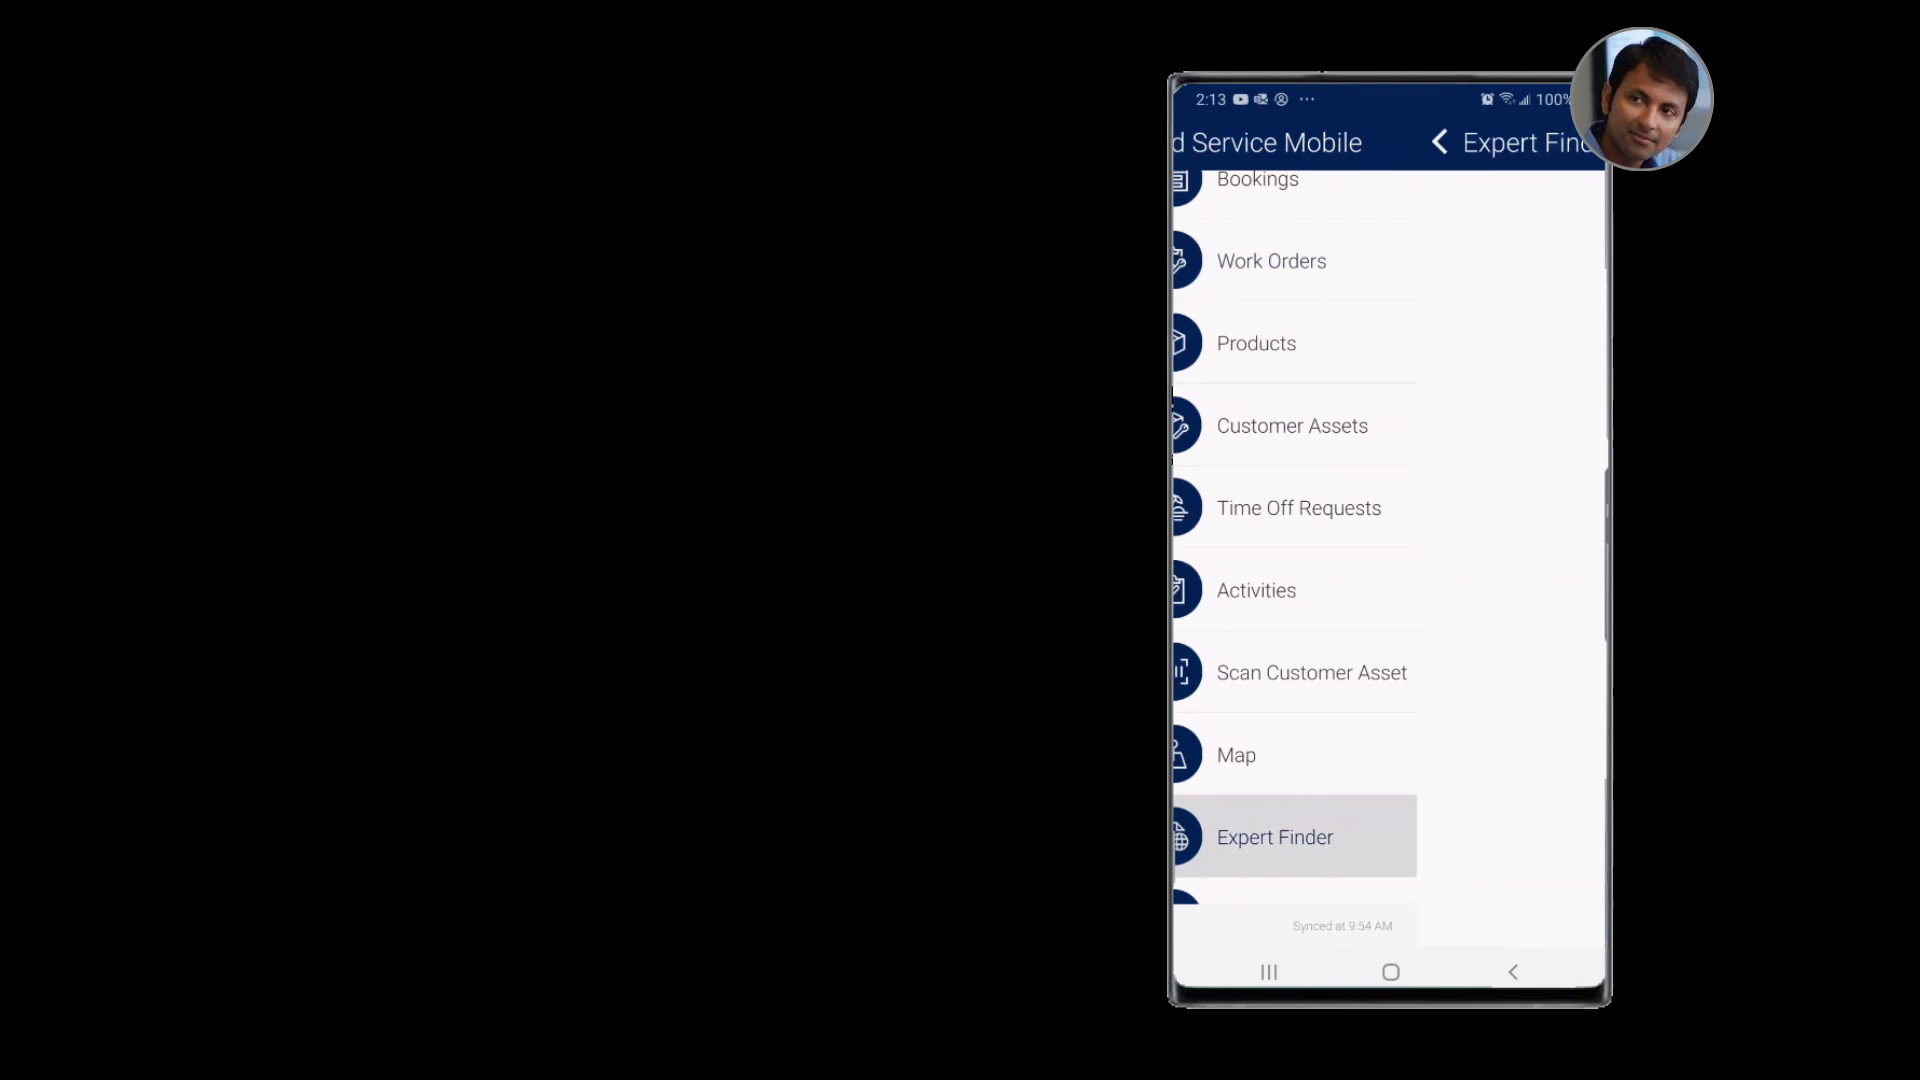 2:13 100%
d Service Mobile
Expert Fin
Bookings
Work Orders
Products
Customer Assets
Time Off Requests
Activities
Scan Customer Asset
Map
Expert Finder
Synced at 9:54 AM